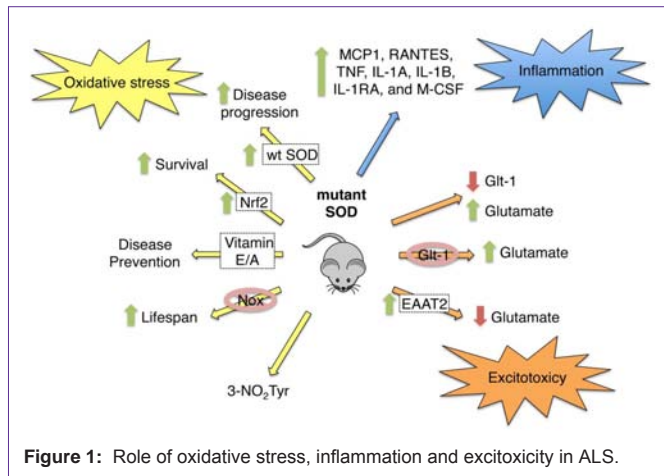 Oxidative stress
Disease
progression
wt SOD
MCP1, RANTES,
TNF, IL-1A, IL-1B,
IL-1RA, and M-CSF
Inflammation
Survival
Nrf2
mutant
SOD
Glt-1
Glutamate
Disease
Prevention
Vitamin
E/A
Glt-1
Glutamate
Lifespan
Nox
EAAT2
Glutamate
3-NO₂Tyr
Excitotoxicity
Figure 1: Role of oxidative stress, inflammation and excitoxicity in ALS.